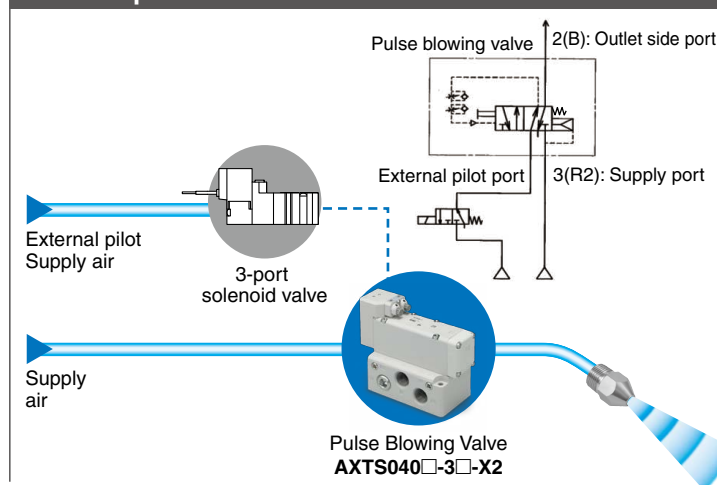 Pulse blowing valve
2(B): Outlet side port
External pilot port
3(R2): Supply port
External pilot
Supply air
3-port
solenoid valve
Supply
air
Pulse Blowing Valve
AXTS040□-3□-X2